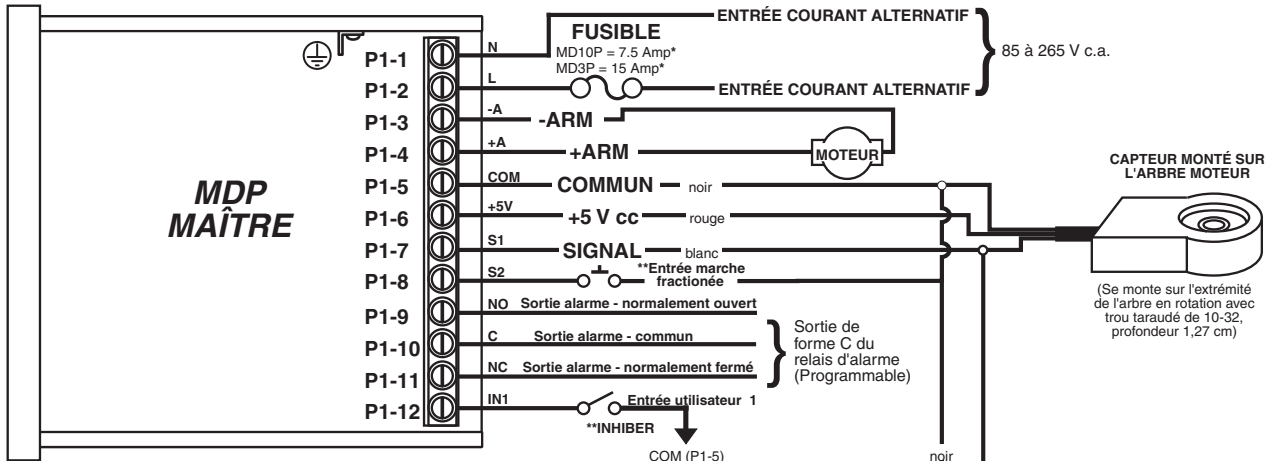 MDP
MAÎTRE
P1-1
N
ENTRÉE COURANT ALTERNATIF
FUSIBLE
MD10P = 7.5 Amp*
MD3P = 15 Amp*
85 à 265 V c.a.
P1-2
L
ENTRÉE COURANT ALTERNATIF
P1-3
-A
-ARM
P1-4
+A
+ARM
MOTEUR
P1-5
COM
COMMUN
noir
P1-6
+5V
+5 V cc
rouge
P1-7
S1
SIGNAL
blanc
P1-8
S2
**Entrée marche
fractionée
P1-9
NO
Sortie alarme - normalement ouvert
P1-10
C
Sortie alarme - commun
P1-11
NC
Sortie alarme - normalement fermé
Sortie de
forme C du
relais d'alarme
(Programmable)
P1-12
IN1
Entrée utilisateur 1
**INHIBER
COM (P1-5)
noir
CAPTEUR MONTÉ SUR
L'ARBRE MOTEUR
(Se monte sur l'extrémité
de l'arbre en rotation avec
trou taraudé de 10-32,
profondeur 1,27 cm)